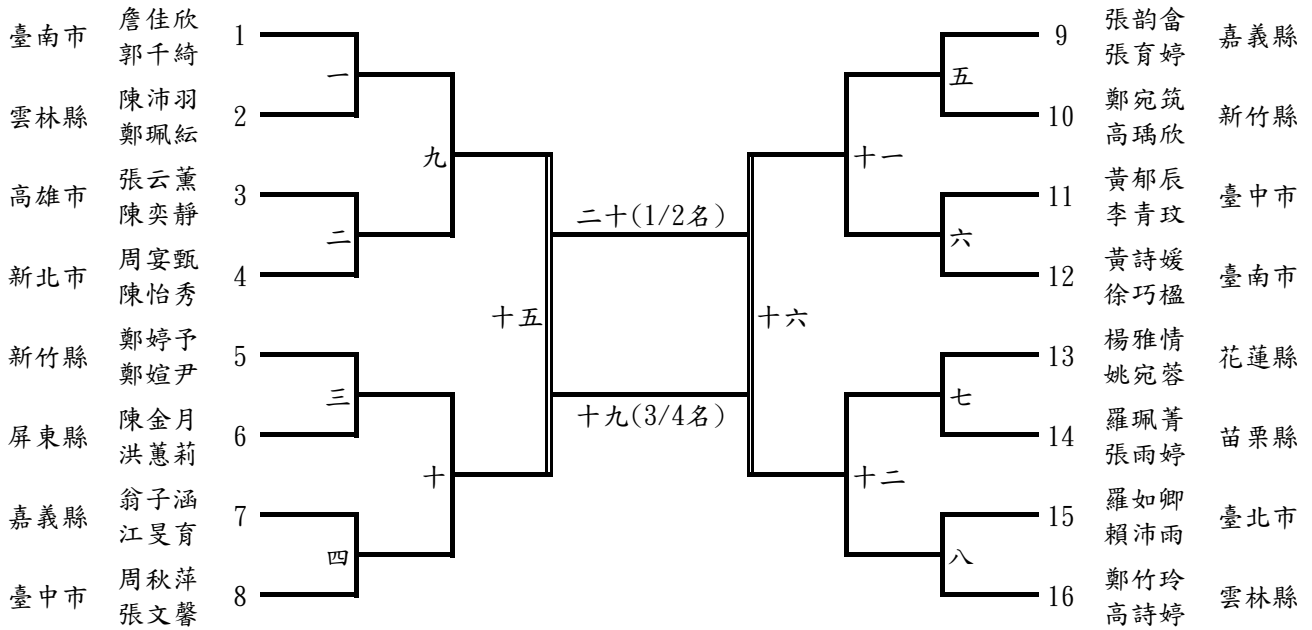 臺南市 詹佳欣 郭千綺 1
一
雲林縣 陳沛羽 鄭珮紜 2
九
高雄市 張云薰 陳奕靜 3
二
新北市 周宴甄 陳怡秀 4
十五
新竹縣 鄭婷予 鄭媗尹 5
三
屏東縣 陳金月 洪蕙莉 6
十
嘉義縣 翁子涵 江旻育 7
四
臺中市 周秋萍 張文馨 8
二十(1/2名)
十九(3/4名)
9 張韵畬 張育婷 嘉義縣
五
10 鄭宛筑 高瑀欣 新竹縣
十一
11 黃郁辰 李青玟 臺中市
六
12 黃詩媛 徐巧楹 臺南市
十六
13 楊雅情 姚宛蓉 花蓮縣
七
14 羅珮菁 張雨婷 苗栗縣
十二
15 羅如卿 賴沛雨 臺北市
八
16 鄭竹玲 高詩婷 雲林縣